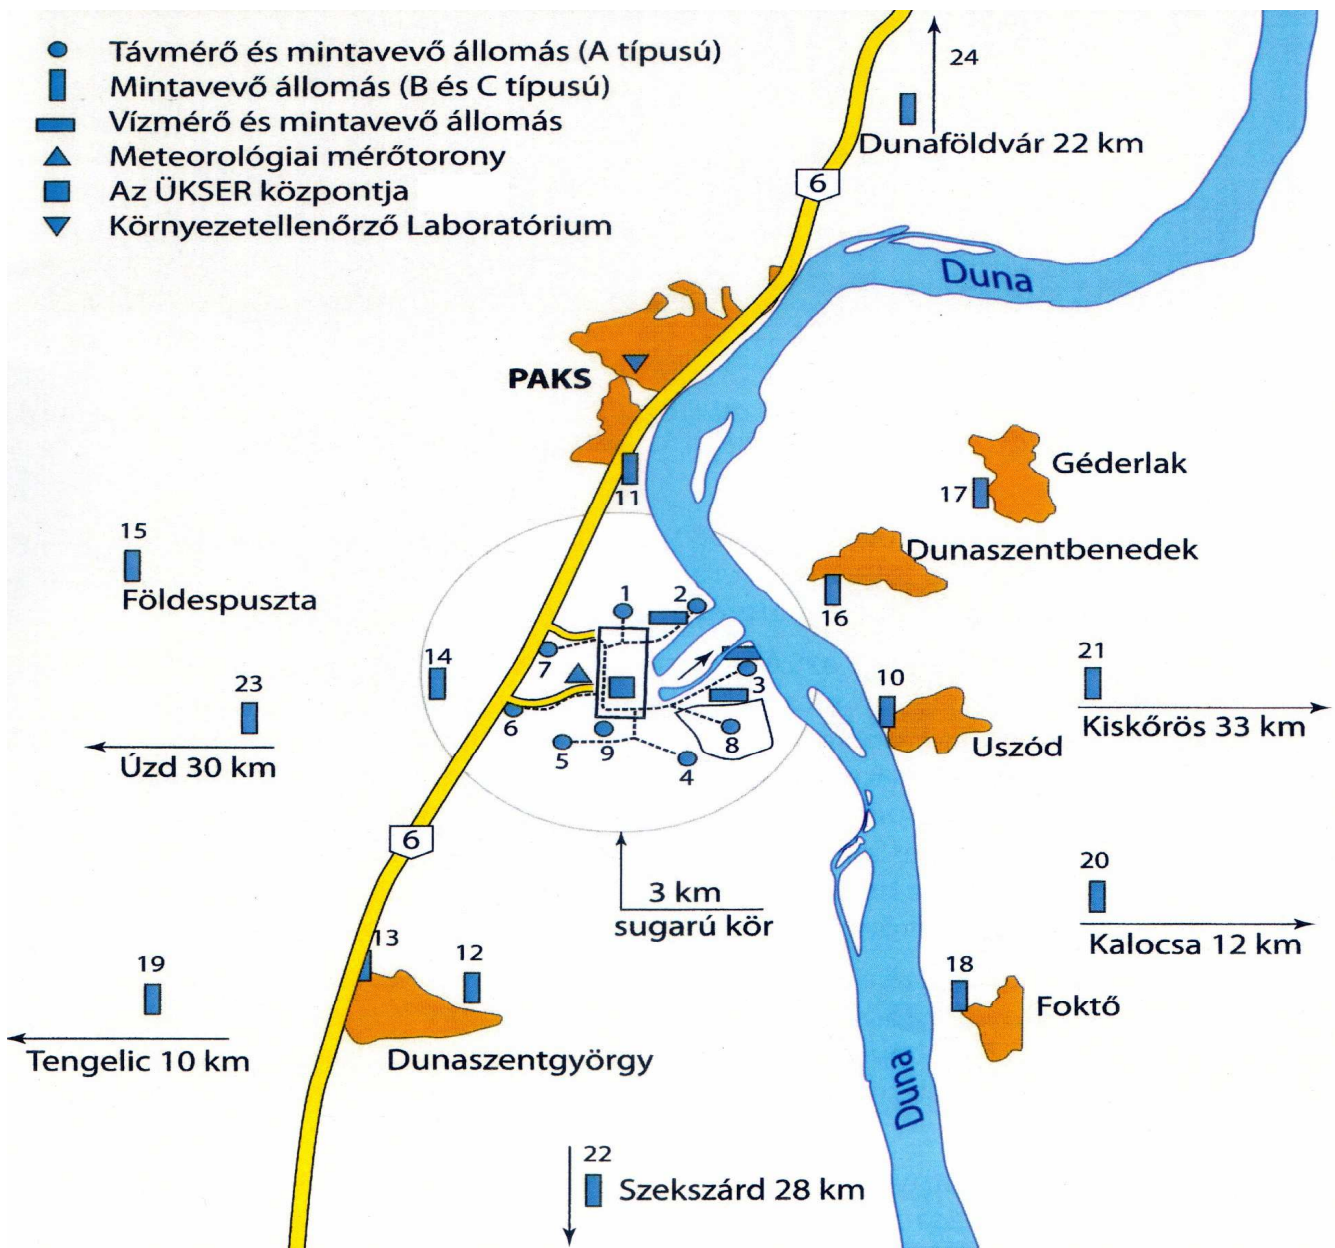 Távmérő és mintavevő állomás (A típusú)
Mintavevő állomás (B és C típusú)
Vízmérő és mintavevő állomás
Meteorológiai mérőtorony
Az ÜKSER központja
Környezetellenőrző Laboratórium
24
Dunaföldvár 22 km
6
Duna
PAKS
11
Géderlak
17
Dunaszentbenedek
16
15
Földespuszta
1
2
7
3
14
23
Úzd 30 km
6
5
9
4
8
10
Uszód
21
Kiskőrös 33 km
6
3 km
sugarú kör
20
Kalocsa 12 km
13
12
19
Tengelic 10 km
Dunaszentgyörgy
18
Foktő
Duna
22
Szekszárd 28 km